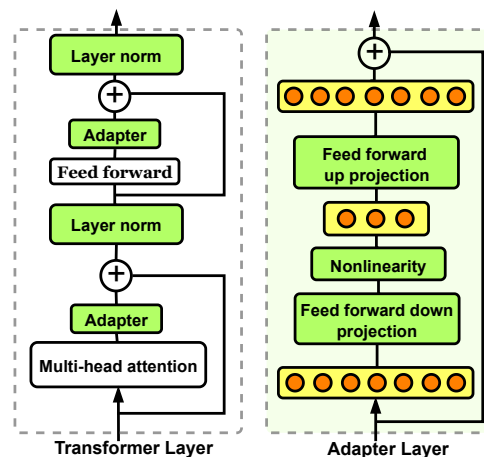 Layer norm
+
Adapter
Feed forward
Layer norm
+
Adapter
Multi-head attention
Transformer Layer
+
Feed forward
up projection
Nonlinearity
Feed forward down
projection
Adapter Layer